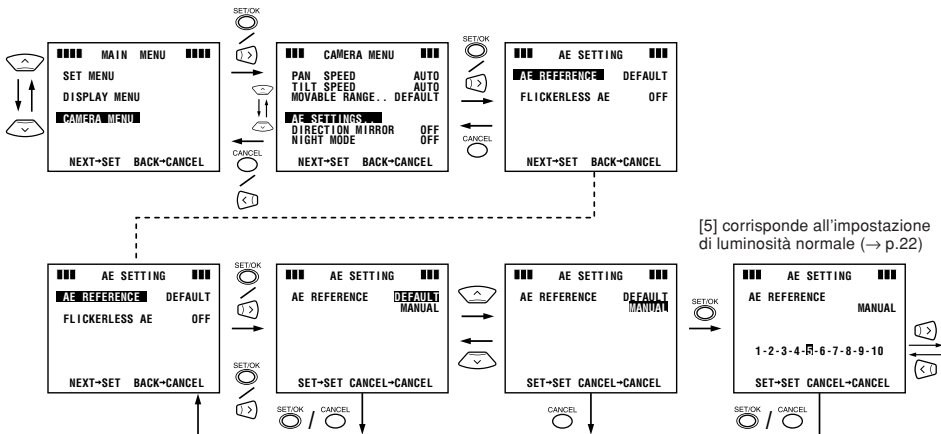 SET/OK
MAIN MENU
SET MENU
DISPLAY MENU
CAMERA MENU
NEXT→SET BACK→CANCEL
CANCEL
CAMERA MENU
PAN SPEED AUTO
TILT SPEED AUTO
MOVABLE RANGE.. DEFAULT
AE SETTINGS..
DIRECTION MIRROR OFF
NIGHT MODE OFF
NEXT→SET BACK→CANCEL
SET/OK
CANCEL
AE SETTING
AE REFERENCE DEFAULT
FLICKERLESS AE OFF
NEXT→SET BACK→CANCEL
[5] corrisponde all'impostazione
di luminosità normale (→ p.22)
AE SETTING
AE REFERENCE DEFAULT
FLICKERLESS AE OFF
NEXT→SET BACK→CANCEL
SET/OK
SET/OK
AE SETTING
AE REFERENCE DEFAULT
MANUAL
SET→SET CANCEL→CANCEL
SET/OK / CANCEL
AE SETTING
AE REFERENCE DEFAULT
MANUAL
SET→SET CANCEL→CANCEL
CANCEL
SET/OK
AE SETTING
AE REFERENCE
MANUAL
1-2-3-4-5-6-7-8-9-10
SET→SET CANCEL→CANCEL
SET/OK / CANCEL